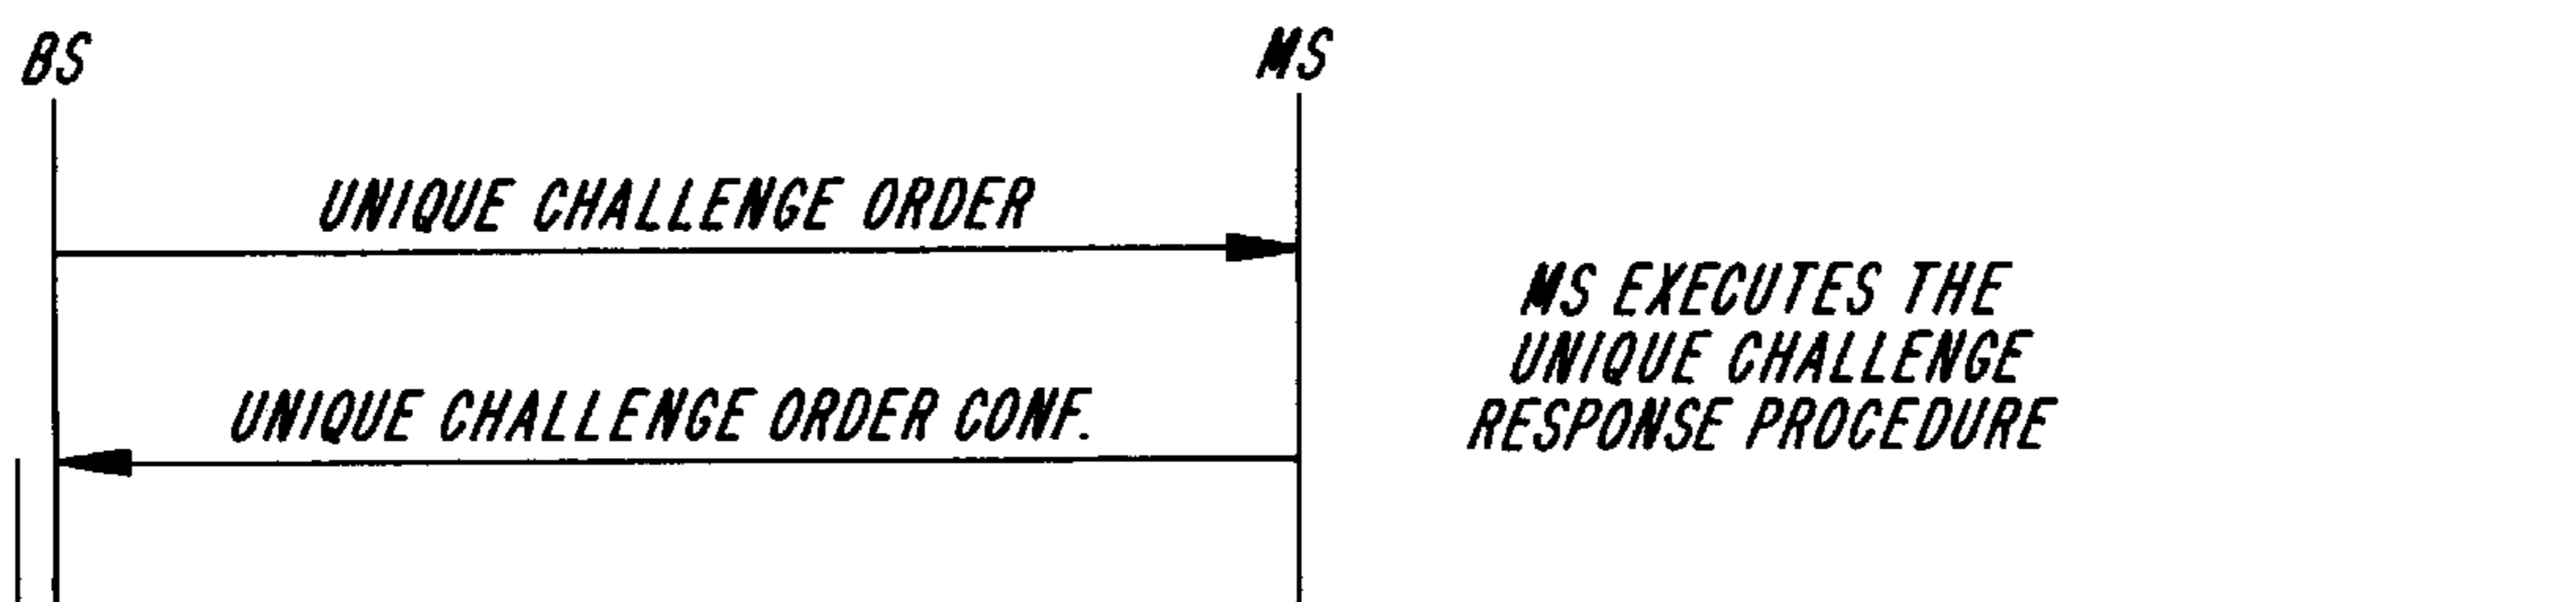 BS
MS
UNIQUE CHALLENGE ORDER
MS EXECUTES THE
UNIQUE CHALLENGE
RESPONSE PROCEDURE
UNIQUE CHALLENGE ORDER CONF.